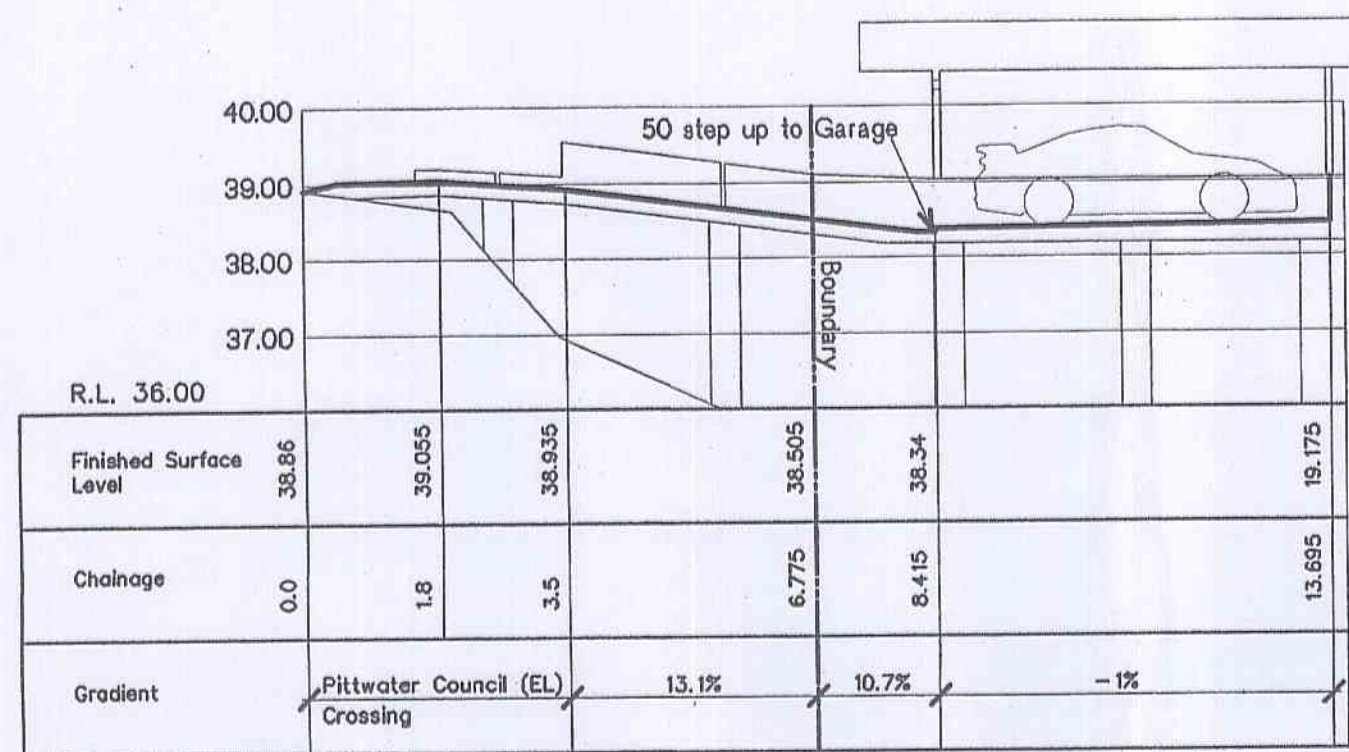 40.00
50 step up to Garage
39.00
38.00
Boundary
37.00
R.L. 36.00
Finished Surface
Level
38.86
39.055
38.935
38.505
38.34
19.175
Chainage
0.0
1.8
3.5
6.775
8.415
13.695
Gradient
Pittwater Council (EL)
Crossing
13.1%
10.7%
-1%